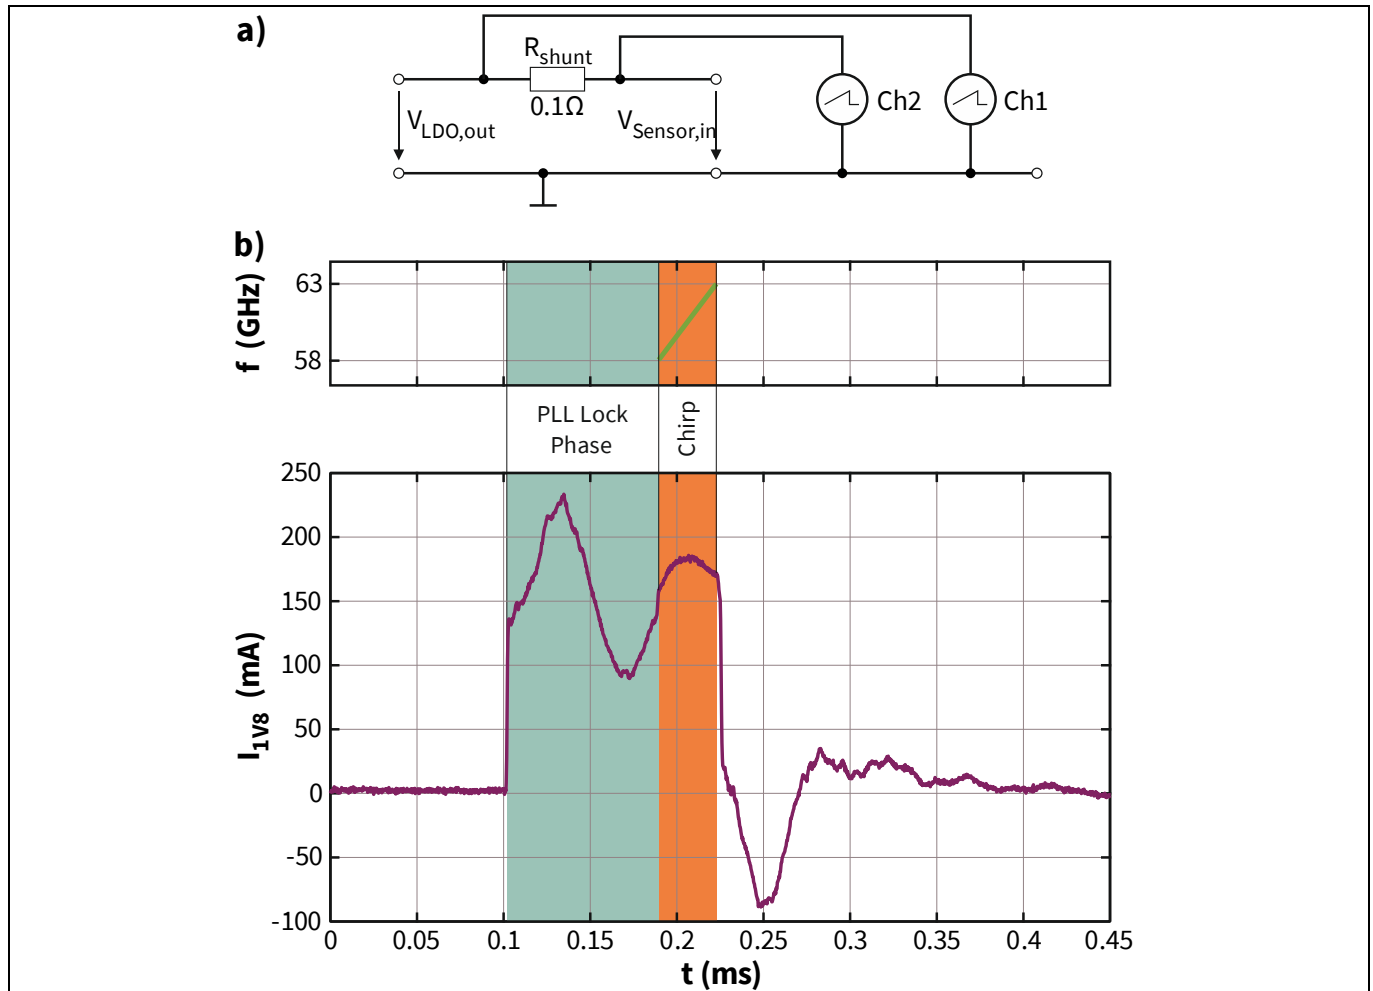 a)
Rshunt
0.1Ω
VLDO,out
VSensor,in
Ch2
Ch1
b)
f (GHz)
63
58
PLL Lock
Phase
Chirp
I1V8 (mA)
250
200
150
100
50
0
-50
-100
0 0.05 0.1 0.15 0.2 0.25 0.3 0.35 0.4 0.45
t (ms)